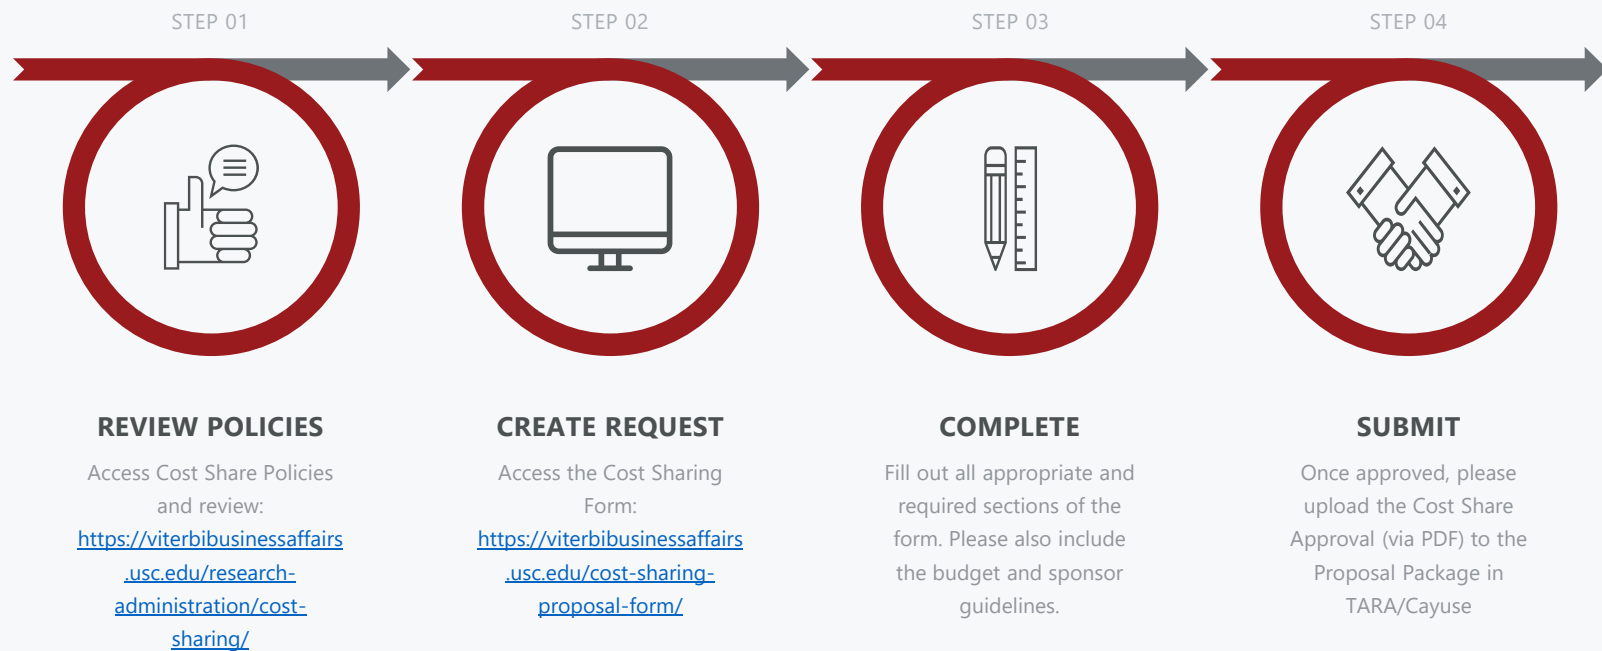 STEP 01
REVIEW POLICIES
Access Cost Share Policies
and review:
https://viterbibusinessaffairs
.usc.edu/research-
administration/cost-
sharing/
STEP 02
CREATE REQUEST
Access the Cost Sharing
Form:
https://viterbibusinessaffairs
.usc.edu/cost-sharing-
proposal-form/
STEP 03
COMPLETE
Fill out all appropriate and
required sections of the
form. Please also include
the budget and sponsor
guidelines.
STEP 04
SUBMIT
Once approved, please
upload the Cost Share
Approval (via PDF) to the
Proposal Package in
TARA/Cayuse